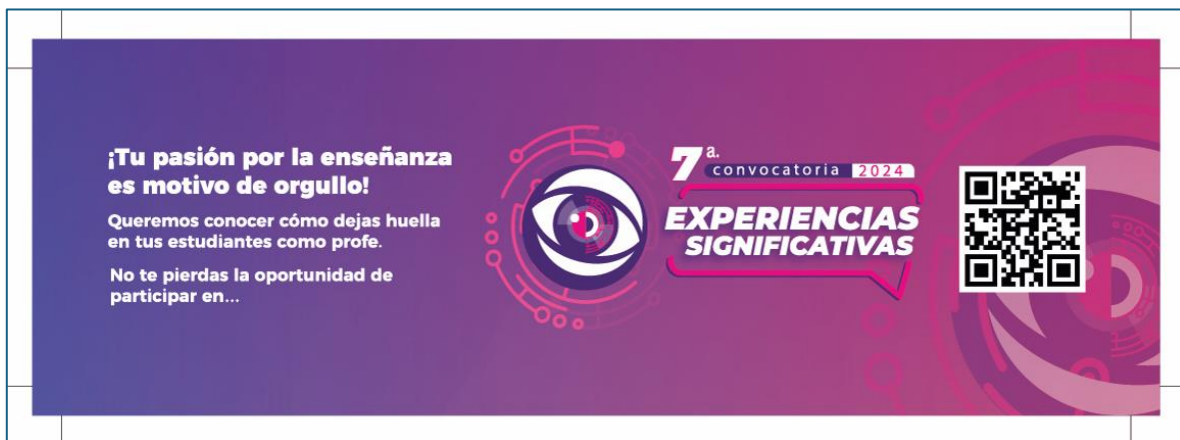 ¡Tu pasión por la enseñanza
es motivo de orgullo!
Queremos conocer cómo dejas huella
en tus estudiantes como profe.
No te pierdas la oportunidad de
participar en...
7a.
convocatoria 2024
EXPERIENCIAS
SIGNIFICATIVAS